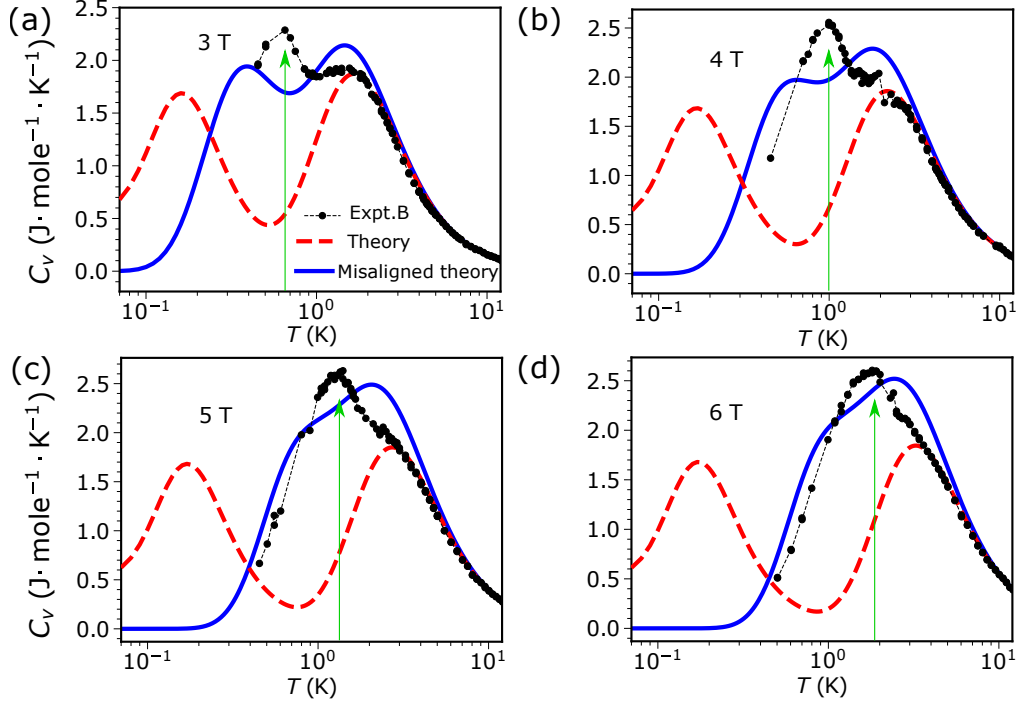 (a)
3 T
C_v (J· mole⁻¹ · K⁻¹)
2.5
2.0
1.5
1.0
0.5
0.0
Expt.B
Theory
Misaligned theory
10⁻¹
10⁰
10¹
T (K)
(b)
4 T
2.5
2.0
1.5
1.0
0.5
0.0
10⁻¹
10⁰
10¹
T (K)
(c)
5 T
C_v (J· mole⁻¹ · K⁻¹)
2.5
2.0
1.5
1.0
0.5
0.0
10⁻¹
10⁰
10¹
T (K)
(d)
6 T
2.5
2.0
1.5
1.0
0.5
0.0
10⁻¹
10⁰
10¹
T (K)